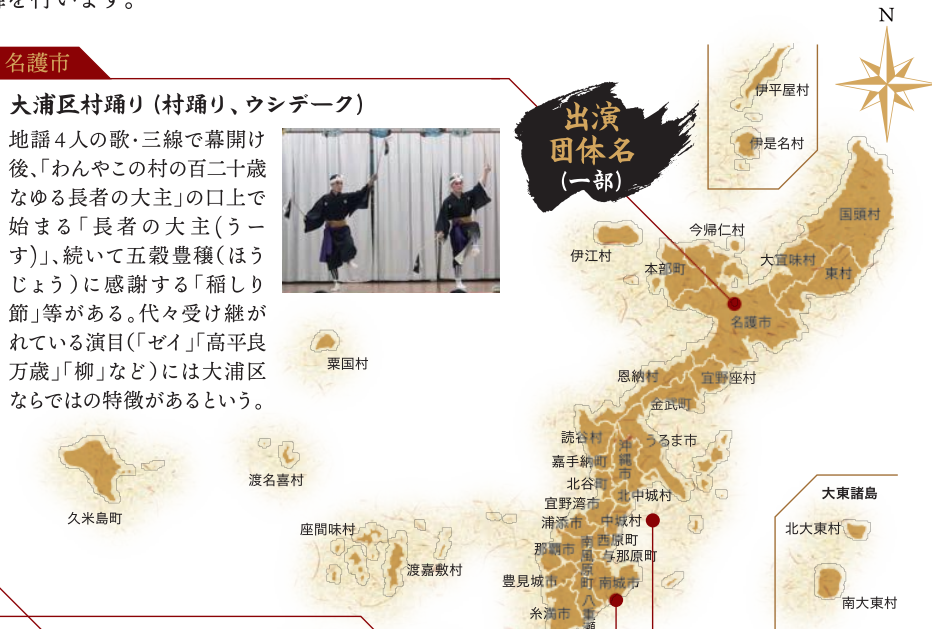 を行います。
名護市
大浦区村踊り(村踊り、ウシデーク)
地謡4人の歌・三線で幕開け
後、「わんやこの村の百二十歳
なゆる長者の大主」の口上で
始まる「長者の大主(うー
す)」、続いて五穀豊穣(ほう
じょう)に感謝する「稲しり
節」等がある。代々受け継が
れている演目(「ゼイ」「高平良
万歳」「柳」など)には大浦区
ならではの特徴があるという。
出演
団体名
(一部)
N
伊平屋村
伊是名村
国頭村
今帰仁村
伊江村
本部町
大宜味村
東村
名護市
粟国村
恩納村
宜野座村
金武町
読谷村
沖縄市
うるま市
嘉手納町
北谷町
北中城村
宜野湾市
浦添市
中城村
西原町
那覇市
南風原町
与那原町
豊見城市
南城市
糸満市
八重瀬
久米島町
渡名喜村
座間味村
渡嘉敷村
大東諸島
北大東村
南大東村